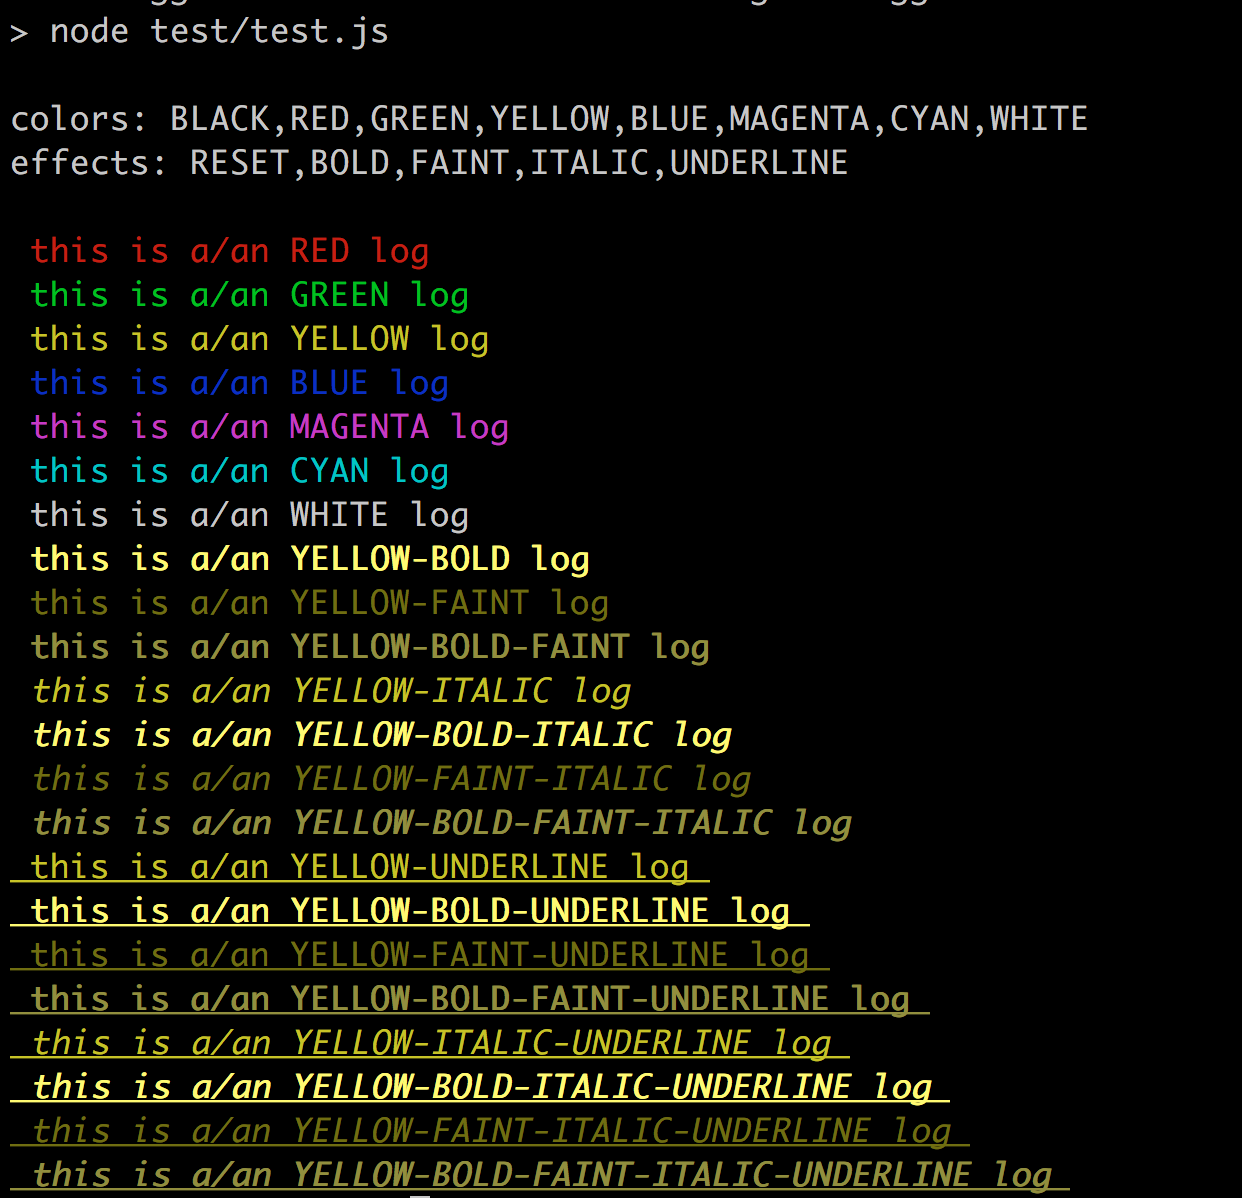 > node test/test.js
colors: BLACK,RED,GREEN,YELLOW,BLUE,MAGENTA,CYAN,WHITE
effects: RESET,BOLD,FAINT,ITALIC,UNDERLINE
this is a/an RED log
this is a/an GREEN log
this is a/an YELLOW log
this is a/an BLUE log
this is a/an MAGENTA log
this is a/an CYAN log
this is a/an WHITE log
this is a/an YELLOW-BOLD log
this is a/an YELLOW-FAINT log
this is a/an YELLOW-BOLD-FAINT log
this is a/an YELLOW-ITALIC log
this is a/an YELLOW-BOLD-ITALIC log
this is a/an YELLOW-FAINT-ITALIC log
this is a/an YELLOW-BOLD-FAINT-ITALIC log
this is a/an YELLOW-UNDERLINE log
this is a/an YELLOW-BOLD-UNDERLINE log
this is a/an YELLOW-FAINT-UNDERLINE log
this is a/an YELLOW-BOLD-FAINT-UNDERLINE log
this is a/an YELLOW-ITALIC-UNDERLINE log
this is a/an YELLOW-BOLD-ITALIC-UNDERLINE log
this is a/an YELLOW-FAINT-ITALIC-UNDERLINE log
this is a/an YELLOW-BOLD-FAINT-ITALIC-UNDERLINE log